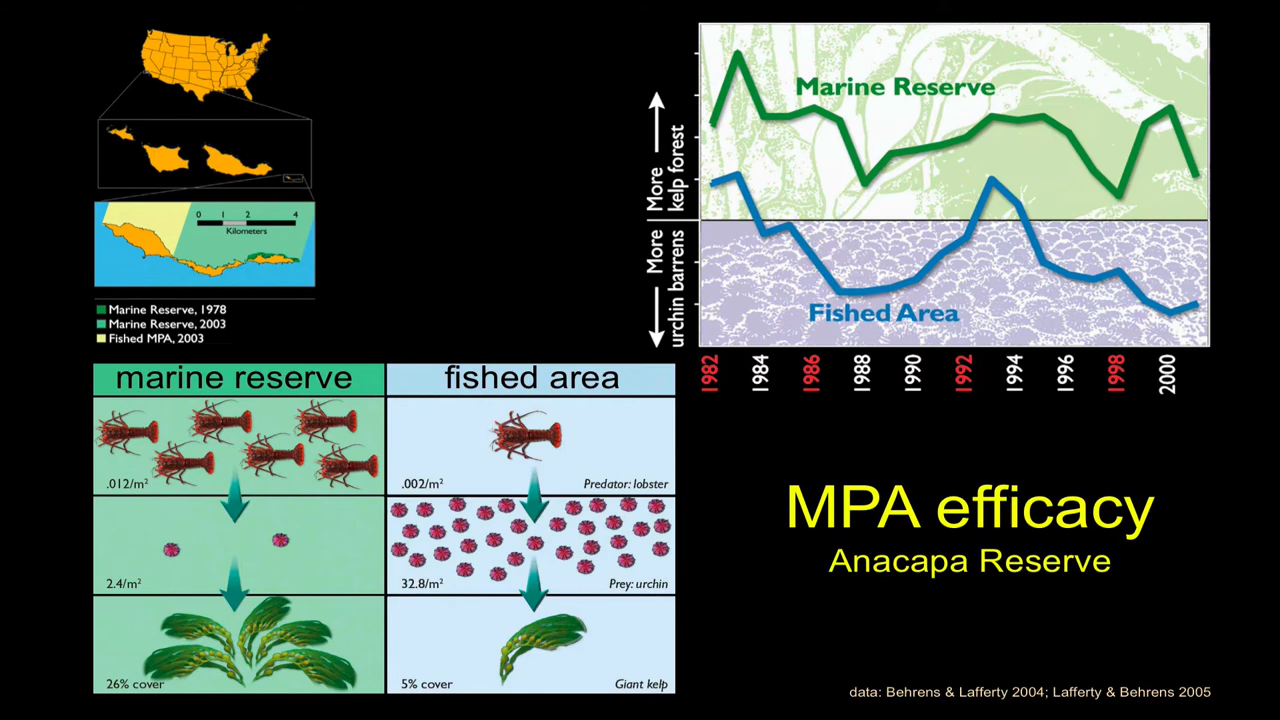 0 1 2 4
Kilometers
Marine Reserve, 1978
Marine Reserve, 2003
Fished MPA, 2003
More
kelp forest
More
urchin barrens
Marine Reserve
Fished Area
1982 1984 1986 1988 1990 1992 1994 1996 1998 2000
marine reserve fished area
.012/m² .002/m² Predator: lobster
2.4/m² 32.8/m² Prey: urchin
26% cover 5% cover Giant kelp
MPA efficacy
Anacapa Reserve
data: Behrens & Lafferty 2004; Lafferty & Behrens 2005